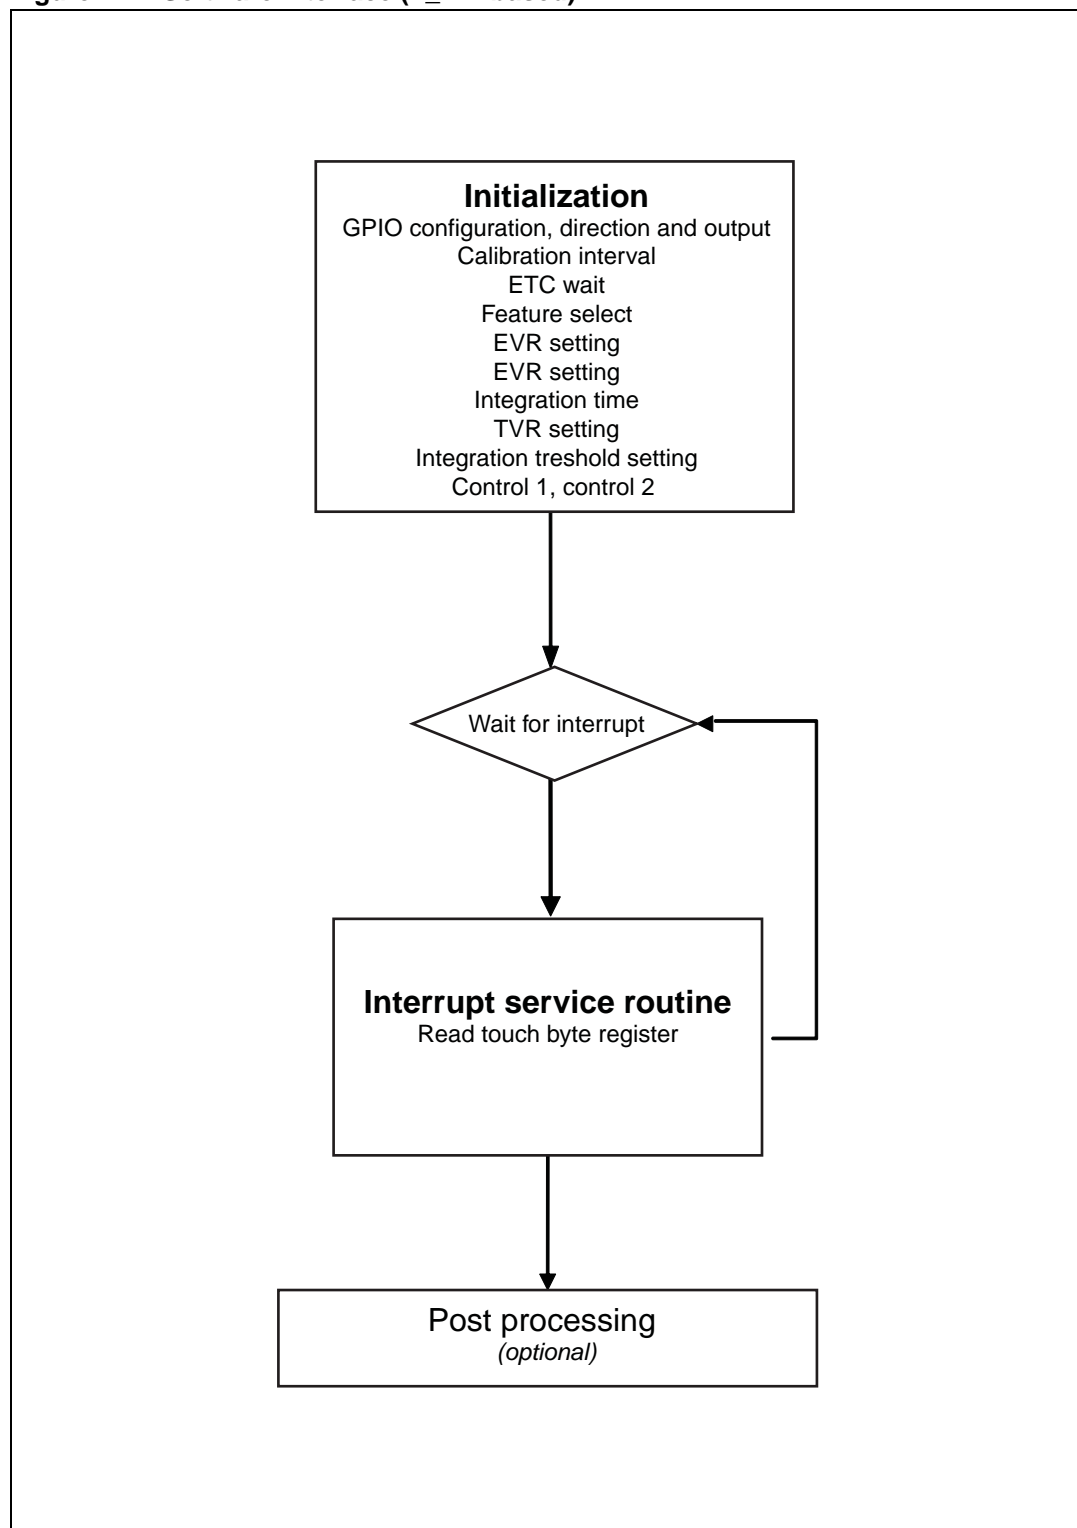 Initialization
GPIO configuration, direction and output
Calibration interval
ETC wait
Feature select
EVR setting
EVR setting
Integration time
TVR setting
Integration treshold setting
Control 1, control 2
Wait for interrupt
Interrupt service routine
Read touch byte register
Post processing
(optional)